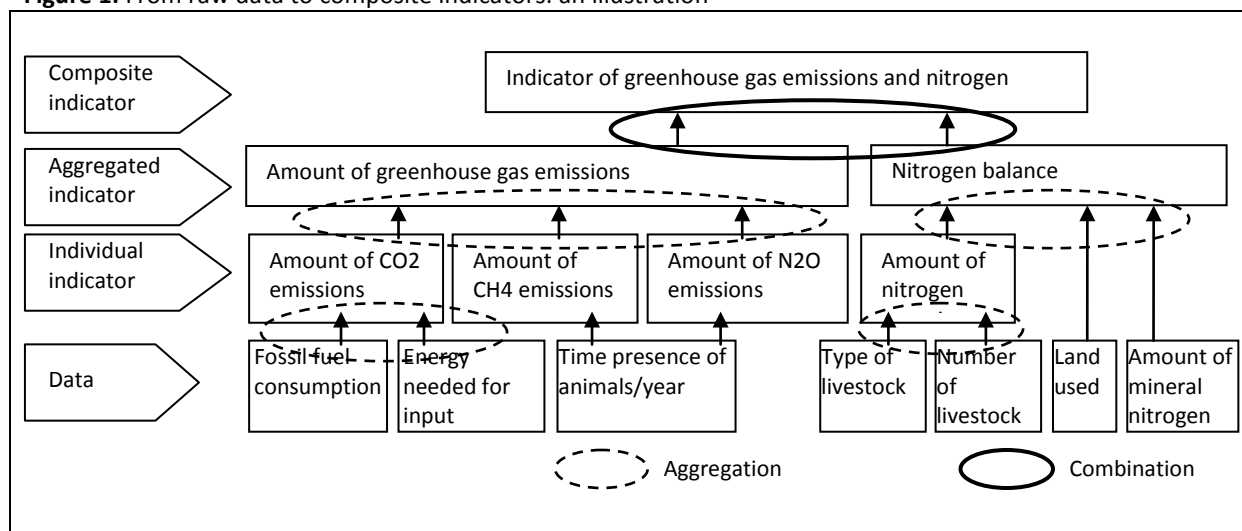 Figure 1. From raw data to composite indicators: an illustration
Composite
indicator
Indicator of greenhouse gas emissions and nitrogen
Aggregated
indicator
Amount of greenhouse gas emissions
Nitrogen balance
Individual
indicator
Amount of CO2
emissions
Amount of
CH4 emissions
Amount of N2O
emissions
Amount of
nitrogen
Data
Fossil fuel
consumption
Energy
needed for
input
Time presence of
animals/year
Type of
livestock
Number
of
livestock
Land
used
Amount of
mineral
nitrogen
Aggregation
Combination